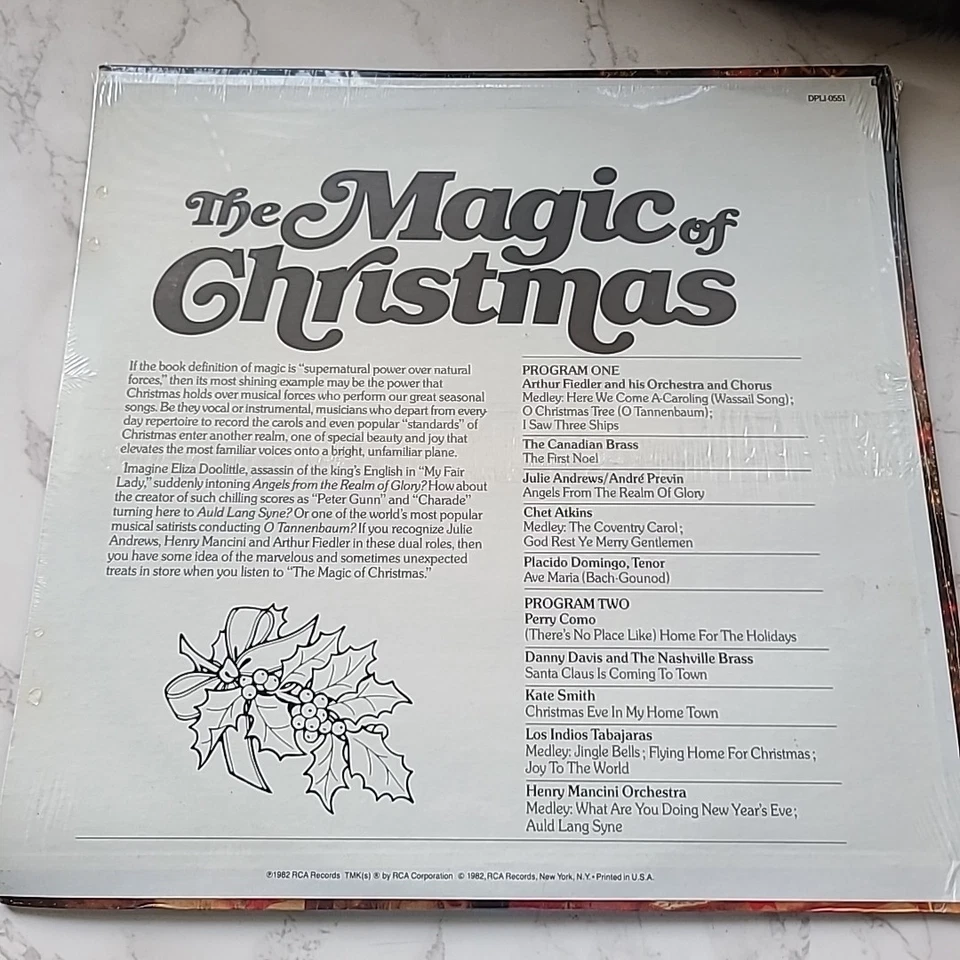 DPL1-0551
The Magic of
Christmas
If the book definition of magic is "supernatural power over natural
forces," then its most shining example may be the power that
Christmas holds over musical forces who perform our great seasonal
songs. Be they vocal or instrumental, musicians who depart from every-
day repertoire to record the carols and even popular "standards" of
Christmas enter another realm, one of special beauty and joy that
elevates the most familiar voices onto a bright, unfamiliar plane.
Imagine Eliza Doolittle, assassin of the king's English in "My Fair
Lady," suddenly intoning Angels from the Realm of Glory? How about
the creator of such chilling scores as "Peter Gunn" and "Charade"
turning here to Auld Lang Syne? Or one of the world's most popular
musical satirists conducting O Tannenbaum? If you recognize Julie
Andrews, Henry Mancini and Arthur Fiedler in these dual roles, then
you have some idea of the marvelous and sometimes unexpected
treats in store when you listen to "The Magic of Christmas."
PROGRAM ONE
Arthur Fiedler and his Orchestra and Chorus
Medley: Here We Come A-Caroling (Wassail Song);
O Christmas Tree (O Tannenbaum);
I Saw Three Ships
The Canadian Brass
The First Noel
Julie Andrews/André Previn
Angels From The Realm Of Glory
Chet Atkins
Medley: The Coventry Carol;
God Rest Ye Merry Gentlemen
Placido Domingo, Tenor
Ave Maria (Bach-Gounod)
PROGRAM TWO
Perry Como
(There's No Place Like) Home For The Holidays
Danny Davis and The Nashville Brass
Santa Claus Is Coming To Town
Kate Smith
Christmas Eve In My Home Town
Los Indios Tabajaras
Medley: Jingle Bells; Flying Home For Christmas;
Joy To The World
Henry Mancini Orchestra
Medley: What Are You Doing New Year's Eve;
Auld Lang Syne
℗1982 RCA Records TMK(s) ® by RCA Corporation © 1982, RCA Records, New York, N.Y. • Printed in U.S.A.